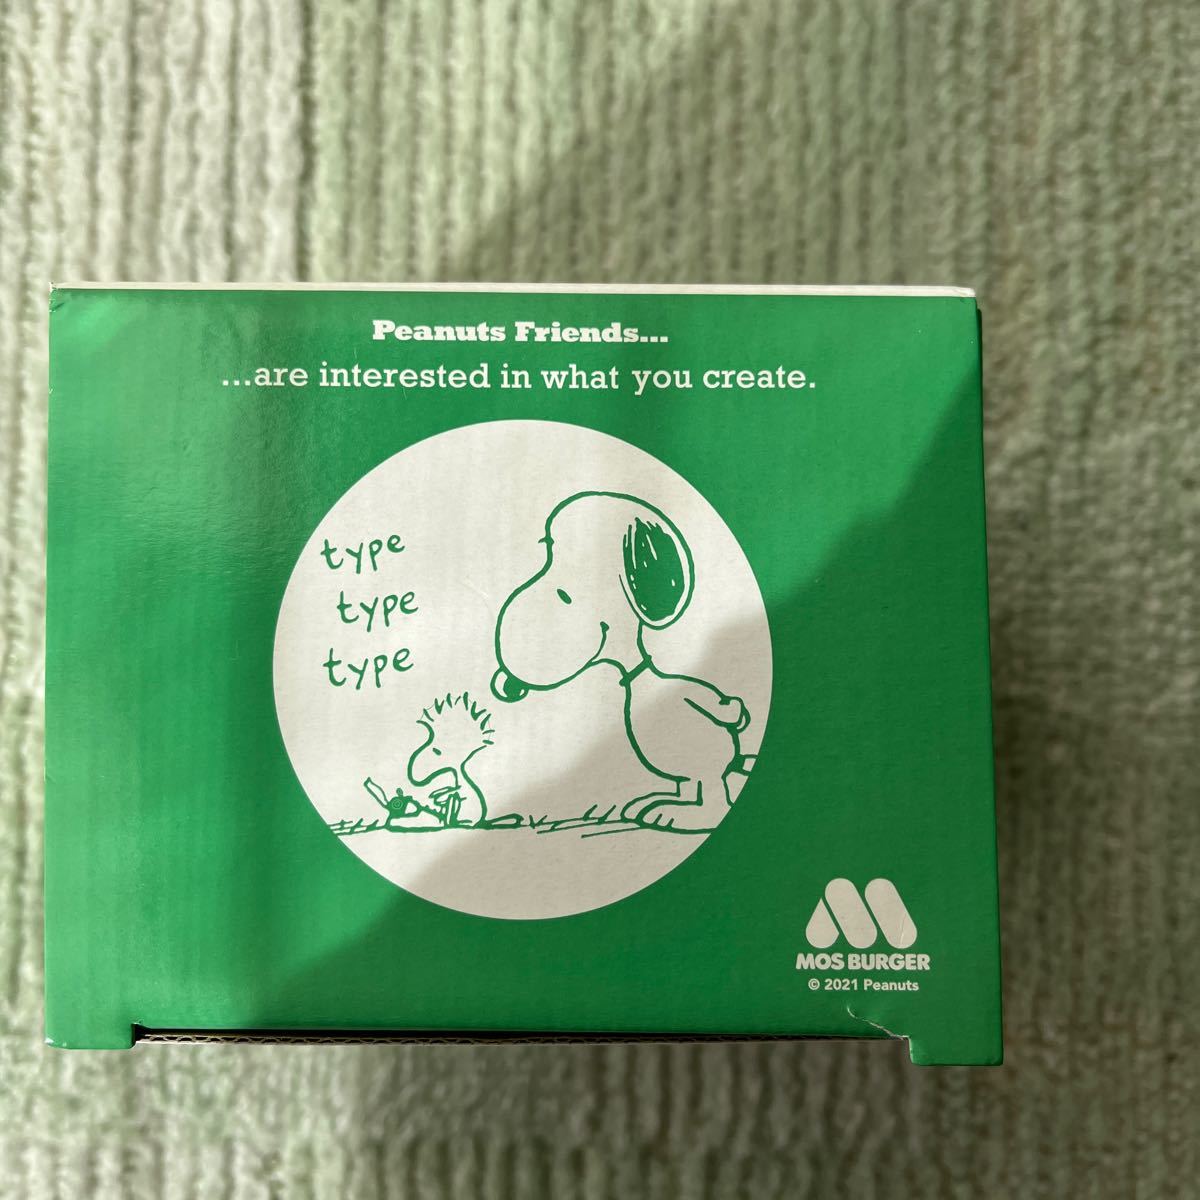 Peanuts Friends...
...are interested in what you create.
type
type
type
MOS BURGER
© 2021 Peanuts